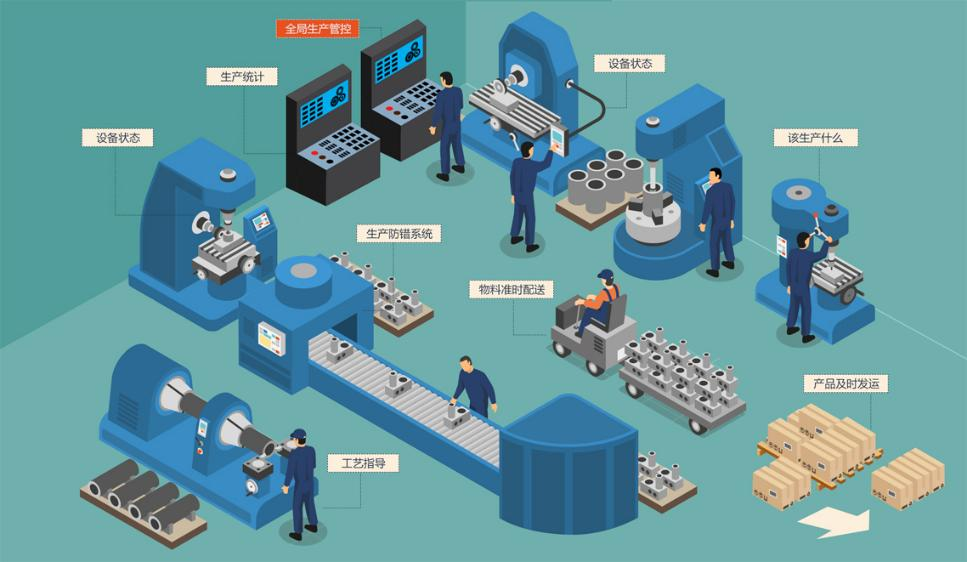 全局生产管控
设备状态
生产统计
设备状态
该生产什么
生产防错系统
物料准时配送
产品及时发运
工艺指导